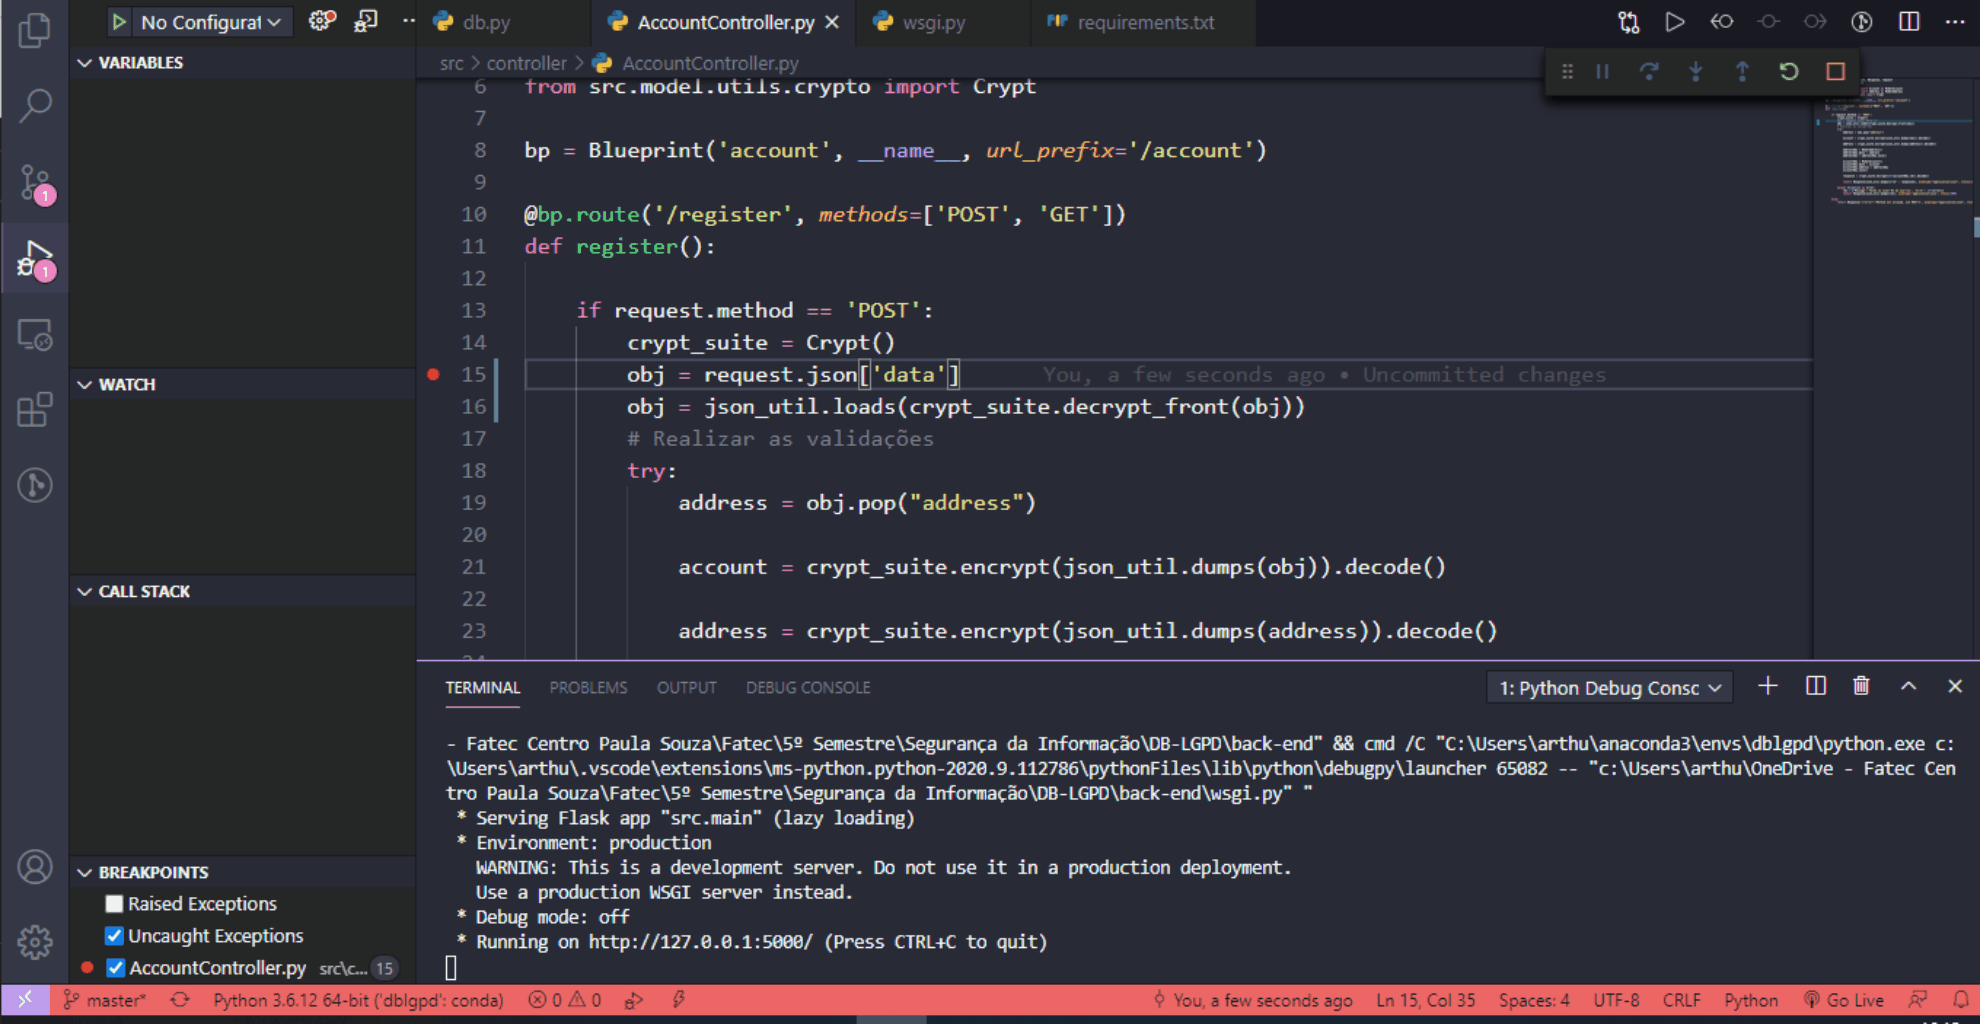 No Configurat
db.py
AccountController.py
wsgi.py
requirements.txt
VARIABLES
src > controller > AccountController.py
6 from src.model.utils.crypto import Crypt
7
8 bp = Blueprint('account', __name__, url_prefix='/account')
9
10 @bp.route('/register', methods=['POST', 'GET'])
11 def register():
12
13 if request.method == 'POST':
14 crypt_suite = Crypt()
15 obj = request.json['data'] You, a few seconds ago • Uncommitted changes
16 obj = json_util.loads(crypt_suite.decrypt_front(obj))
17 # Realizar as validações
18 try:
19 address = obj.pop("address")
20
21 account = crypt_suite.encrypt(json_util.dumps(obj)).decode()
22
23 address = crypt_suite.encrypt(json_util.dumps(address)).decode()
1
1
WATCH
CALL STACK
BREAKPOINTS
Raised Exceptions
Uncaught Exceptions
AccountController.py src\c... 15
TERMINAL PROBLEMS OUTPUT DEBUG CONSOLE
1: Python Debug Consc
- Fatec Centro Paula Souza\Fatec\5º Semestre\Segurança da Informação\DB-LGPD\back-end" && cmd /C "C:\Users\arthu\anaconda3\envs\dblgpd\python.exe c:
\Users\arthu\.vscode\extensions\ms-python.python-2020.9.112786\pythonFiles\lib\python\debugpy\launcher 65082 -- "c:\Users\arthu\OneDrive - Fatec Cen
tro Paula Souza\Fatec\5º Semestre\Segurança da Informação\DB-LGPD\back-end\wsgi.py" "
* Serving Flask app "src.main" (lazy loading)
* Environment: production
WARNING: This is a development server. Do not use it in a production deployment.
Use a production WSGI server instead.
* Debug mode: off
* Running on http://127.0.0.1:5000/ (Press CTRL+C to quit)
master* Python 3.6.12 64-bit ('dblgpd': conda) 0 0 You, a few seconds ago Ln 15, Col 35 Spaces: 4 UTF-8 CRLF Python Go Live